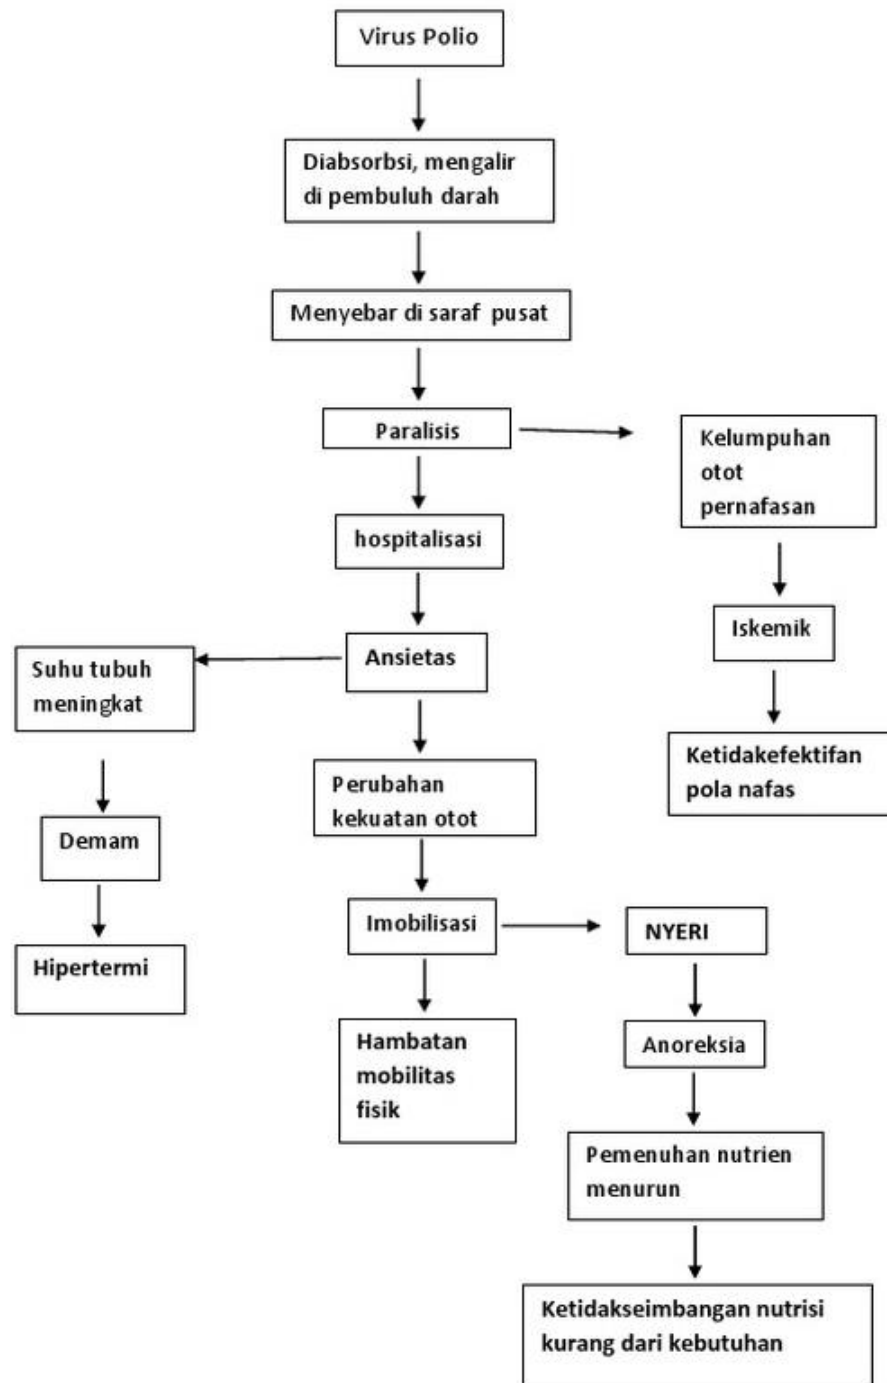 Virus Polio
Diabsorbsi, mengalir
di pembuluh darah
Menyebar di saraf pusat
Paralisis
Kelumpuhan
otot
pernafasan
hospitalisasi
Iskemik
Ansietas
Suhu tubuh
meningkat
Ketidakefektifan
pola nafas
Perubahan
kekuatan otot
Demam
Imobilisasi
NYERI
Hipertermi
Hambatan
mobilitas
fisik
Anoreksia
Pemenuhan nutrien
menurun
Ketidakseimbangan nutrisi
kurang dari kebutuhan